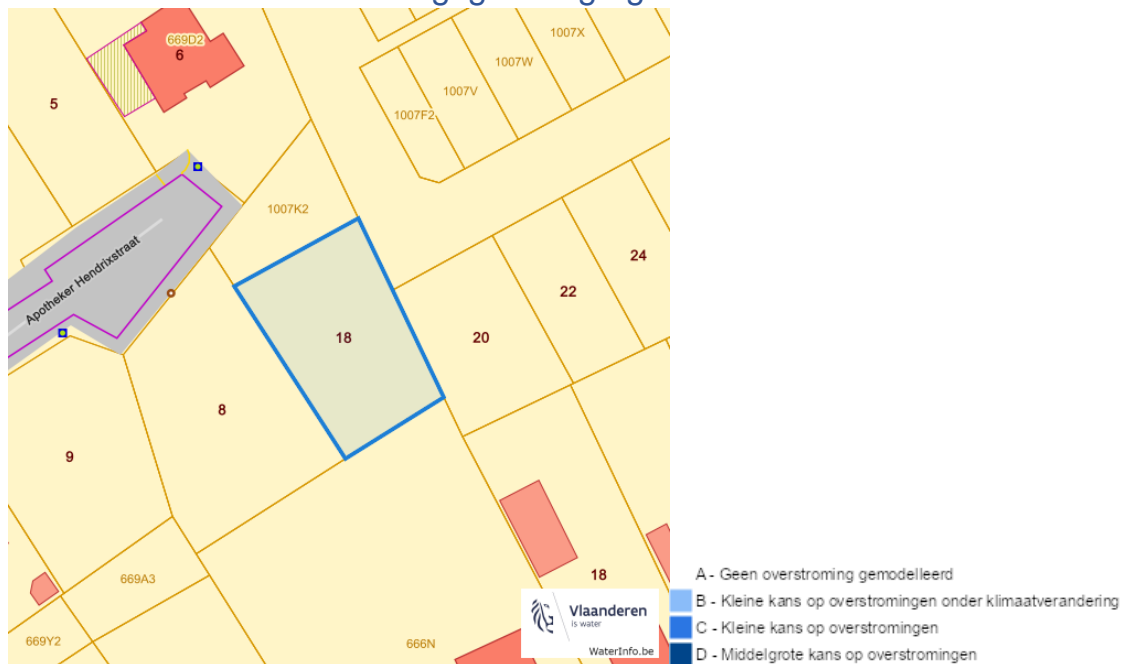 669D2
6
5
1007X
1007W
1007V
1007F2
1007K2
Apotheker Hendrixstraat
24
22
20
18
8
9
669A3
18
669Y2
666N
Vlaanderen
is water
WaterInfo.be
A - Geen overstroming gemodelleerd
B - Kleine kans op overstromingen onder klimaatverandering
C - Kleine kans op overstromingen
D - Middelgrote kans op overstromingen